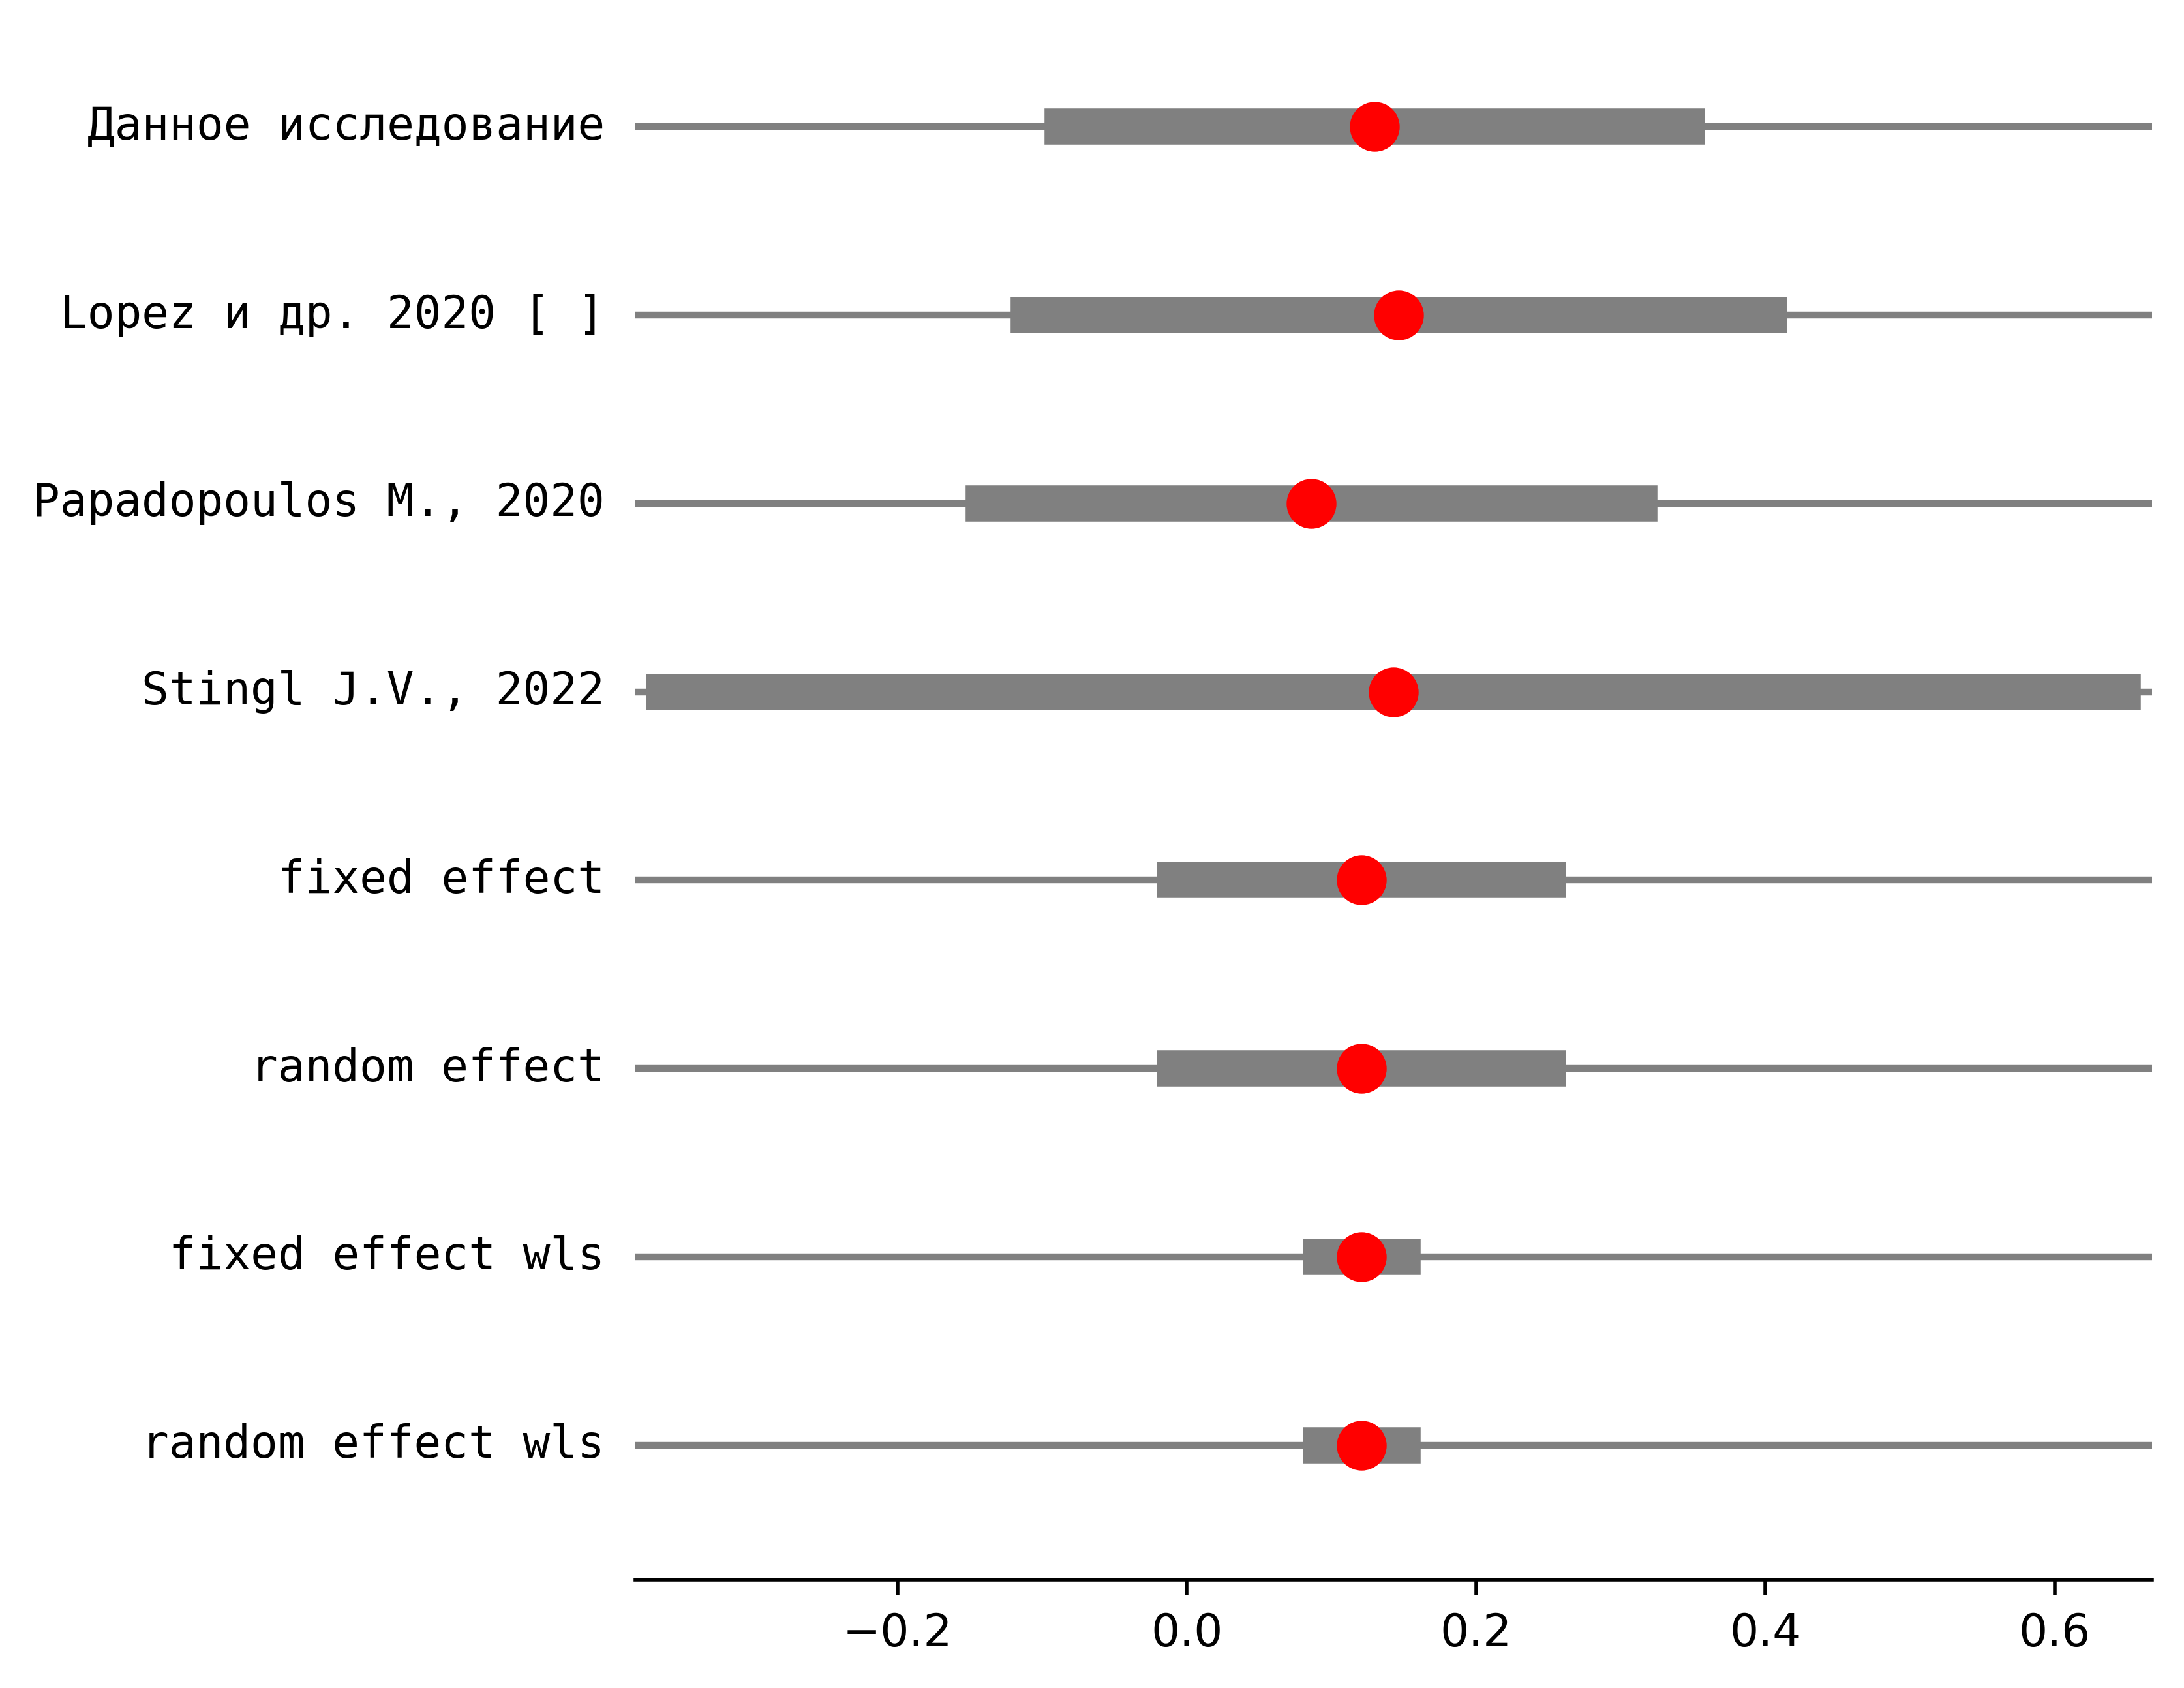 Данное исследование
Lopez и др. 2020 [ ]
Papadopoulos M., 2020
Stingl J.V., 2022
fixed effect
random effect
fixed effect wls
random effect wls
−0.2 0.0 0.2 0.4 0.6